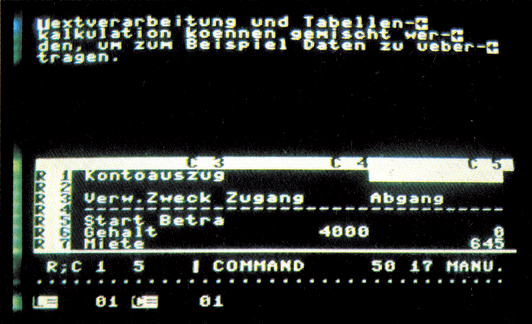 Textverarbeitung und Tabellen-C
kalkulation koennen gemischt wer-C
den, um zum Beispiel Daten zu ueber-C
tragen.
C 3 C 4 C 5
R 1 Kontoauszug
R 2
R 3 Verw.Zweck Zugang Abgang
R 4 --------------------------------
R 5 Start Betra
R 6 Gehalt 4000 0
R 7 Miete 645
R;C 1 5 | COMMAND 50 17 MANU.
L= 01 C= 01